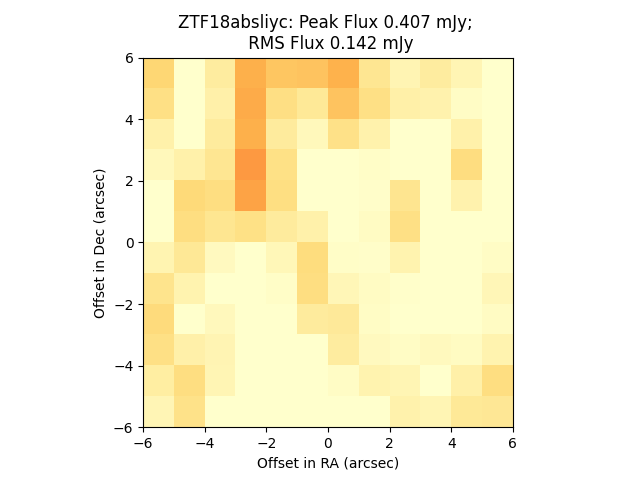 ZTF18absliyc: Peak Flux 0.407 mJy;
RMS Flux 0.142 mJy
6
4
2
0
−2
−4
−6
Offset in Dec (arcsec)
−6 −4 −2 0 2 4 6
Offset in RA (arcsec)